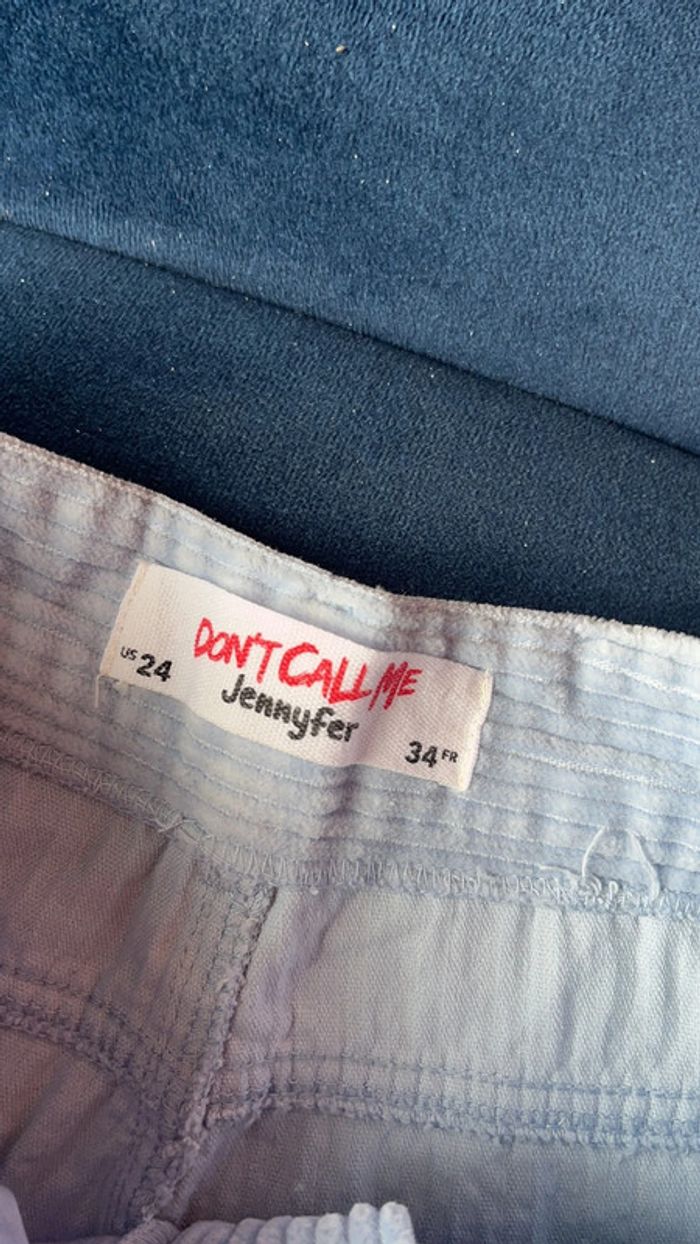 DON'T CALL ME
Jennyfer
US 24
34 FR